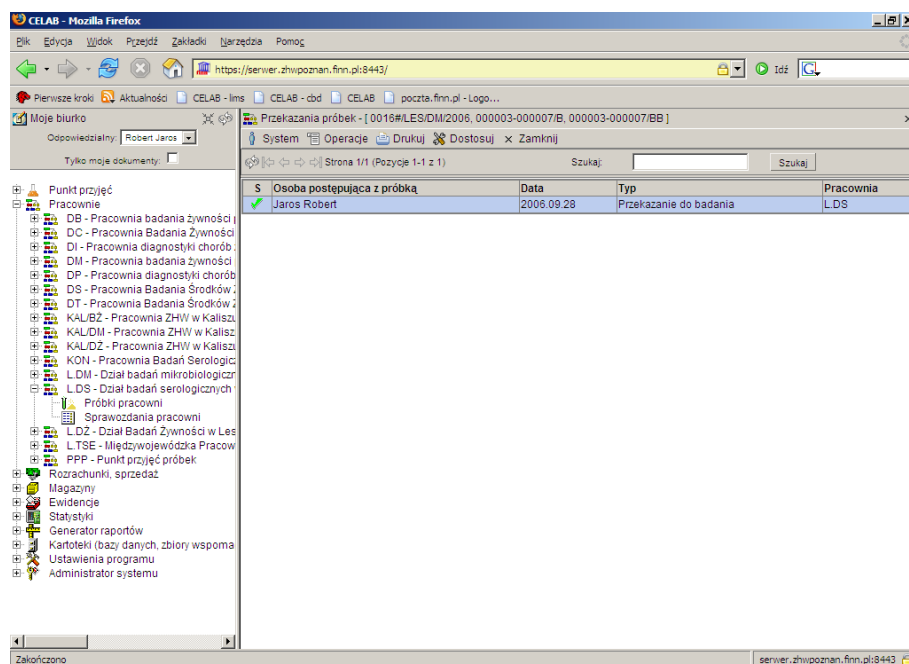 CELAB - Mozilla Firefox
Plik Edycja Widok Przejdź Zakładki Narzędzia Pomoc
https://serwer.zhwpoznan.finn.pl:8443/ Idź
Pierwsze kroki Aktualności CELAB - lims CELAB - cbd CELAB poczta.finn.pl - Logo...
Moje biurko
Odpowiedzialny: Robert Jaros
Tylko moje dokumenty:
Przekazania próbek - [ 0016#/LES/DM/2006, 000003-000007/B, 000003-000007/BB ]
System Operacje Drukuj Dostosuj Zamknij
Strona 1/1 (Pozycje 1-1 z 1) Szukaj: Szukaj
S Osoba postępująca z próbką Data Typ Pracownia
Jaros Robert 2006.09.28 Przekazanie do badania L.DS
Punkt przyjęć
Pracownie
DB - Pracownia badania żywności
DC - Pracownia Badania Żywności
DI - Pracownia diagnostyki chorób
DM - Pracownia badania żywności
DP - Pracownia diagnostyki chorób
DS - Pracownia Badania Środków
DT - Pracownia Badania Środków
KAL/BŻ - Pracownia ZHW w Kaliszu
KAL/DM - Pracownia ZHW w Kalisz
KAL/DŻ - Pracownia ZHW w Kaliszu
KON - Pracownia Badań Serologicz
L.DM - Dział badań mikrobiologiczn
L.DS - Dział badań serologicznych
Próbki pracowni
Sprawozdania pracowni
L.DŻ - Dział Badań Żywności w Les
L.TSE - Międzywojewódzka Pracow
PPP - Punkt przyjęć próbek
Rozrachunki, sprzedaż
Magazyny
Ewidencje
Statystyki
Generator raportów
Kartoteki (bazy danych, zbiory wspoma
Ustawienia programu
Administrator systemu
Zakończono serwer.zhwpoznan.finn.pl:8443